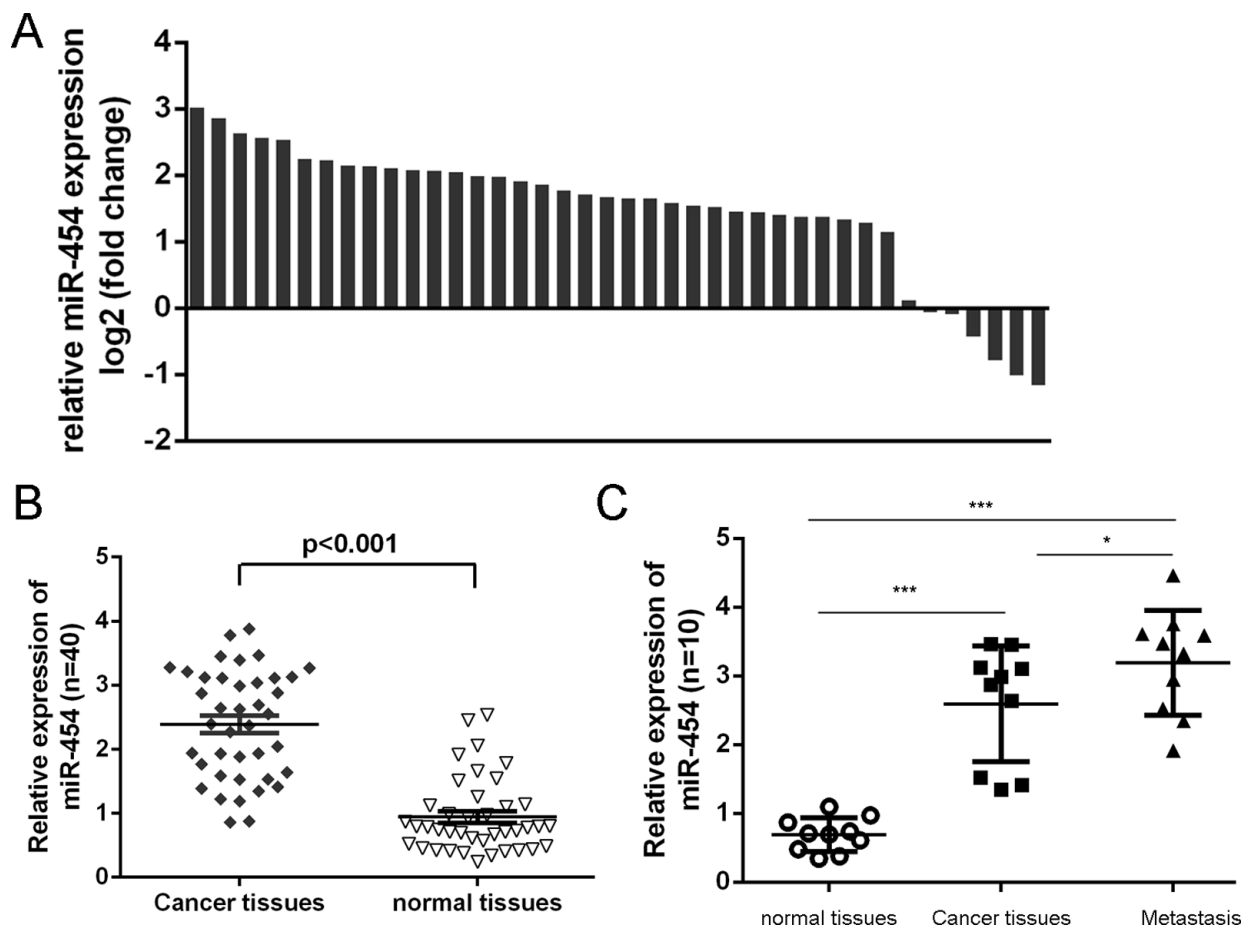 A
relative miR-454 expression
log2 (fold change)
4
3
2
1
0
-1
-2
B
Relative expression of
miR-454 (n=40)
5
4
3
2
1
0
p<0.001
Cancer tissues normal tissues
C
Relative expression of
miR-454 (n=10)
5
4
3
2
1
0
***
*
***
normal tissues Cancer tissues Metastasis